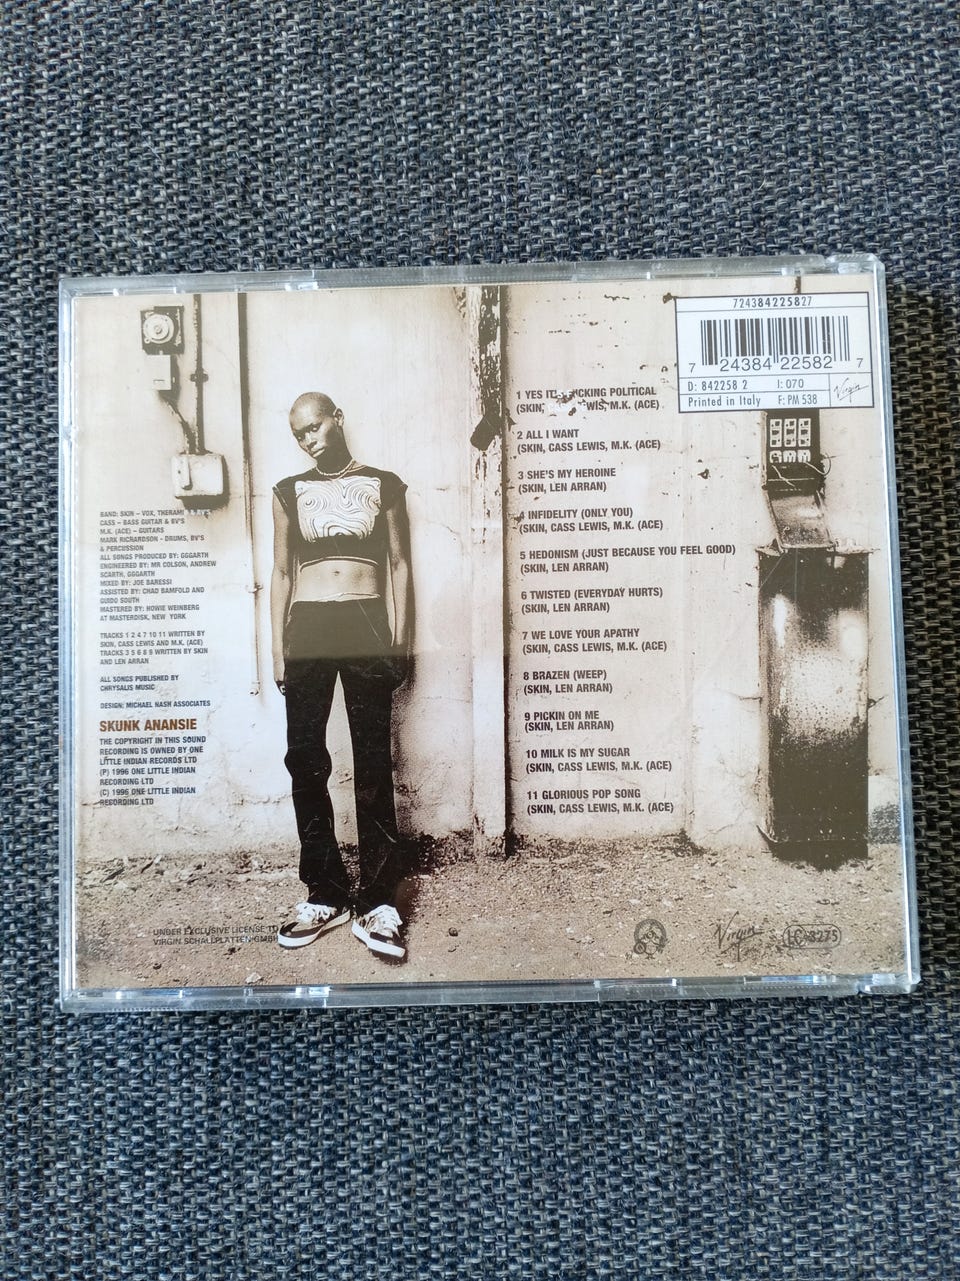 BAND: SKIN – VOX, THERAMIN & BV'S
CASS – BASS GUITAR & BV'S
M.K. (ACE) – GUITARS
MARK RICHARDSON – DRUMS, BV'S
& PERCUSSION
ALL SONGS PRODUCED BY: GGGARTH
ENGINEERED BY: MR COLSON, ANDREW
SCARTH, GGGARTH
MIXED BY: JOE BARESSI
ASSISTED BY: CHAD BAMFOLD AND
GUIDO SOUTH
MASTERED BY: HOWIE WEINBERG
AT MASTERDISK, NEW YORK
TRACKS 1 2 4 7 10 11 WRITTEN BY
SKIN, CASS LEWIS AND M.K. (ACE)
TRACKS 3 5 6 8 9 WRITTEN BY SKIN
AND LEN ARRAN
ALL SONGS PUBLISHED BY
CHRYSALIS MUSIC
DESIGN: MICHAEL NASH ASSOCIATES
SKUNK ANANSIE
THE COPYRIGHT IN THIS SOUND
RECORDING IS OWNED BY ONE
LITTLE INDIAN RECORDS LTD
(P) 1996 ONE LITTLE INDIAN
RECORDING LTD
(C) 1996 ONE LITTLE INDIAN
RECORDING LTD
UNDER EXCLUSIVE LICENSE TO
VIRGIN SCHALLPLATTEN GMBH
1 YES POLITICAL
(SKIN, LEWIS, M.K. (ACE)
2 ALL I WANT
(SKIN, CASS LEWIS, M.K. (ACE)
3 SHE'S MY HEROINE
(SKIN, LEN ARRAN)
4 INFIDELITY (ONLY YOU)
(SKIN, CASS LEWIS, M.K. (ACE)
5 HEDONISM (JUST BECAUSE YOU FEEL GOOD)
(SKIN, LEN ARRAN)
6 TWISTED (EVERYDAY HURTS)
(SKIN, LEN ARRAN)
7 WE LOVE YOUR APATHY
(SKIN, CASS LEWIS, M.K. (ACE)
8 BRAZEN (WEEP)
(SKIN, LEN ARRAN)
9 PICKIN ON ME
(SKIN, LEN ARRAN)
10 MILK IS MY SUGAR
(SKIN, CASS LEWIS, M.K. (ACE)
11 GLORIOUS POP SONG
(SKIN, CASS LEWIS, M.K. (ACE)
724384225827
7 24384 22582 7
D: 842258 2 I: 070
Printed in Italy F: PM 538
Virgin
Virgin
LC 3275